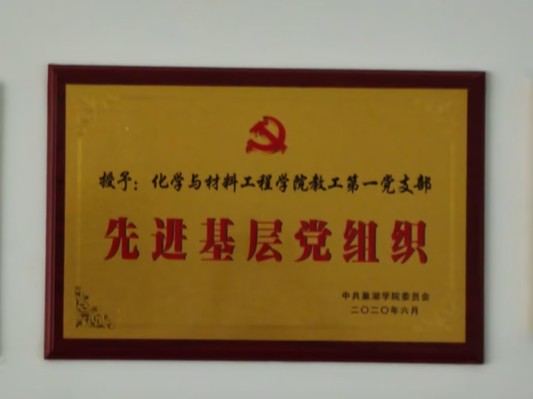 授予：化学与材料工程学院教工第一党支部
先进基层党组织
中共巢湖学院委员会
二〇二〇年六月